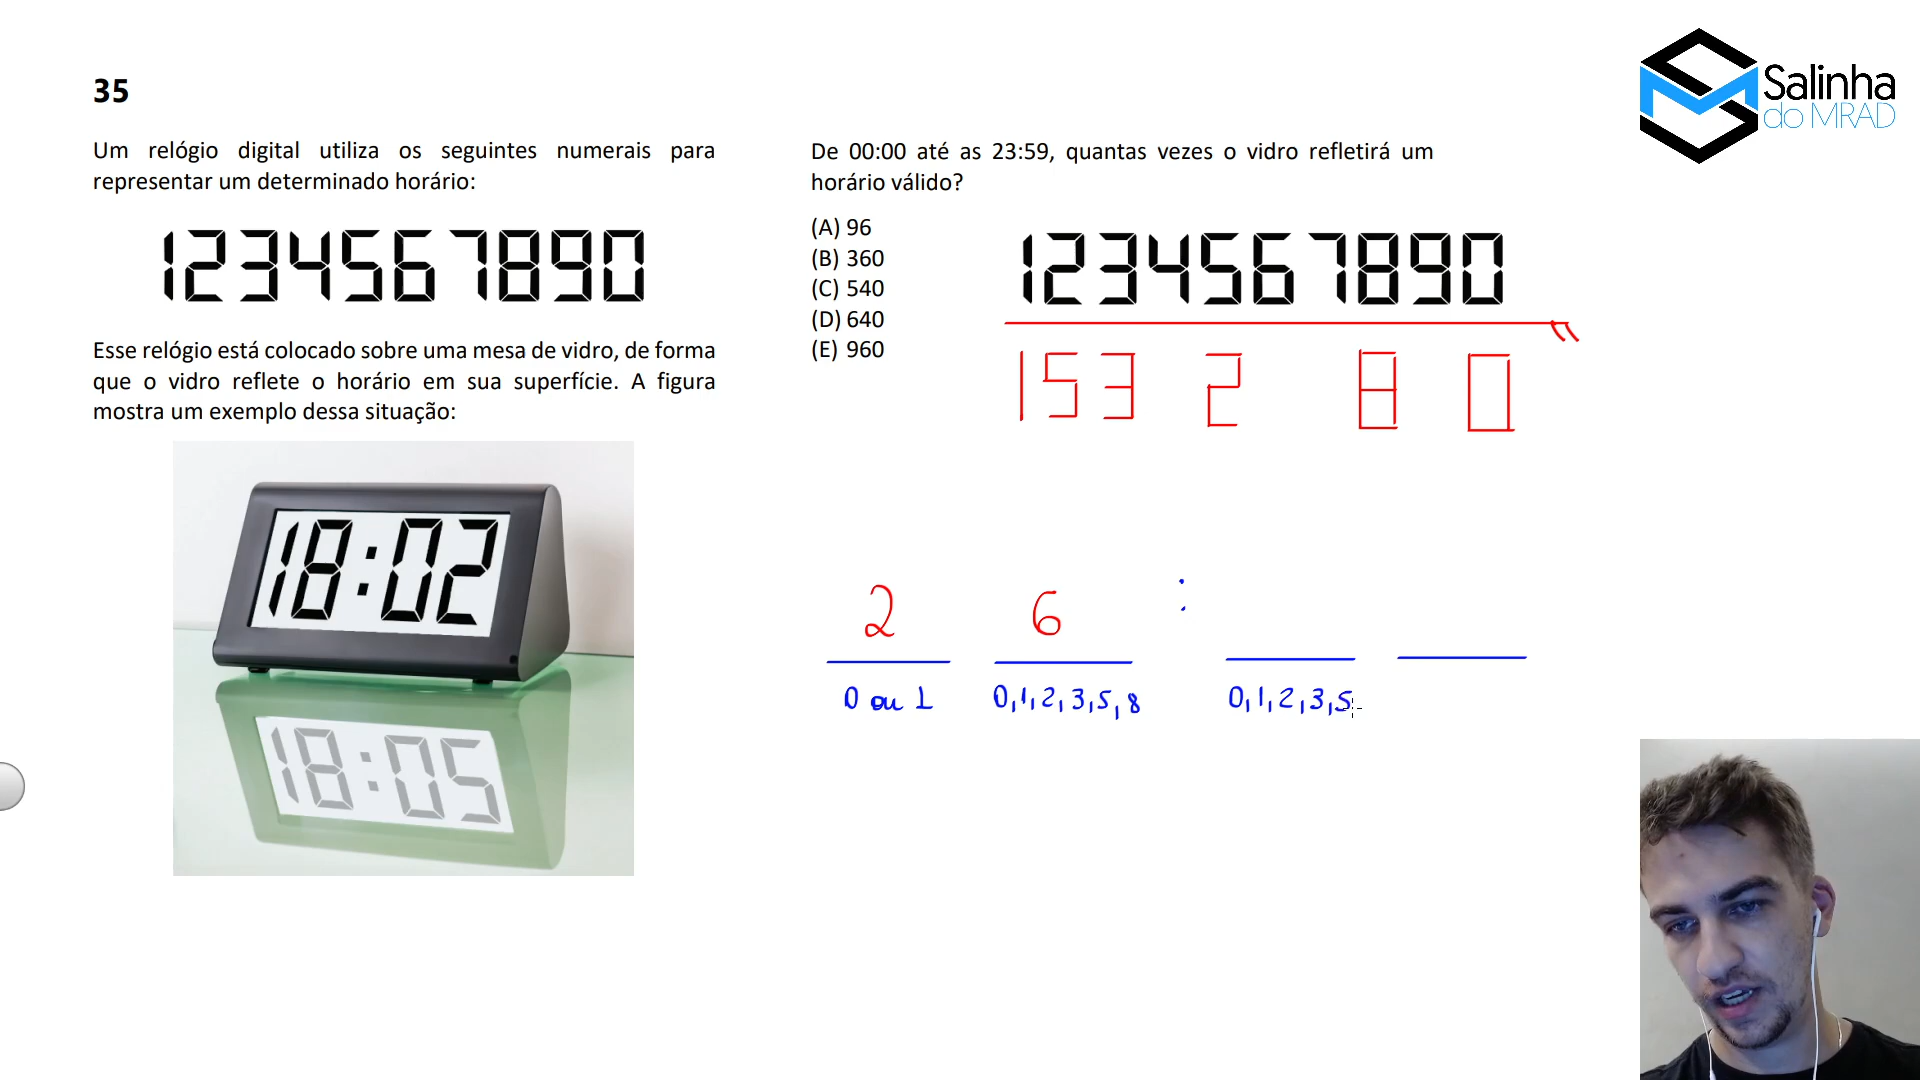 35
Um relógio digital utiliza os seguintes numerais para
representar um determinado horário:
1234567890
Esse relógio está colocado sobre uma mesa de vidro, de forma
que o vidro reflete o horário em sua superfície. A figura
mostra um exemplo dessa situação:
18:02
18:05
De 00:00 até as 23:59, quantas vezes o vidro refletirá um
horário válido?
(A) 96
(B) 360
(C) 540
(D) 640
(E) 960
1234567890
153 2 8 0
2 6 :
0 ou 1 0,1,2,3,5,8 0,1,2,3,5
Salinha
do MRAD